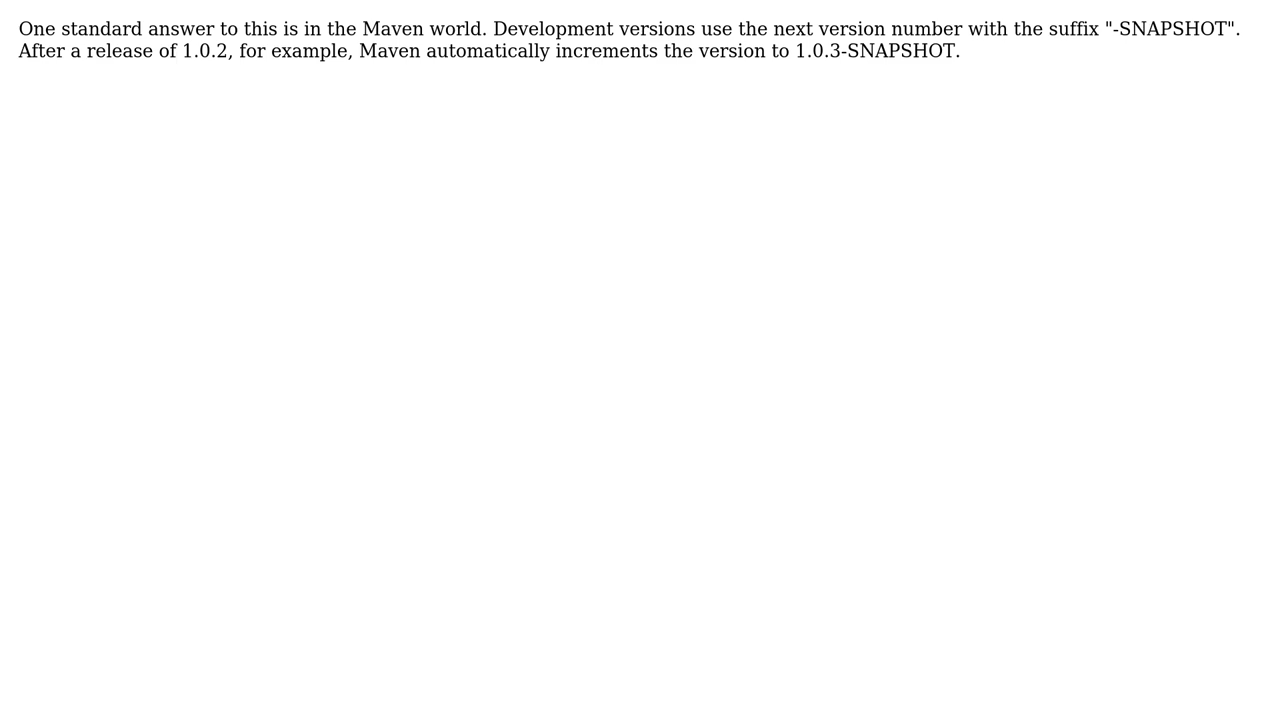 One standard answer to this is in the Maven world. Development versions use the next version number with the suffix "-SNAPSHOT".
After a release of 1.0.2, for example, Maven automatically increments the version to 1.0.3-SNAPSHOT.